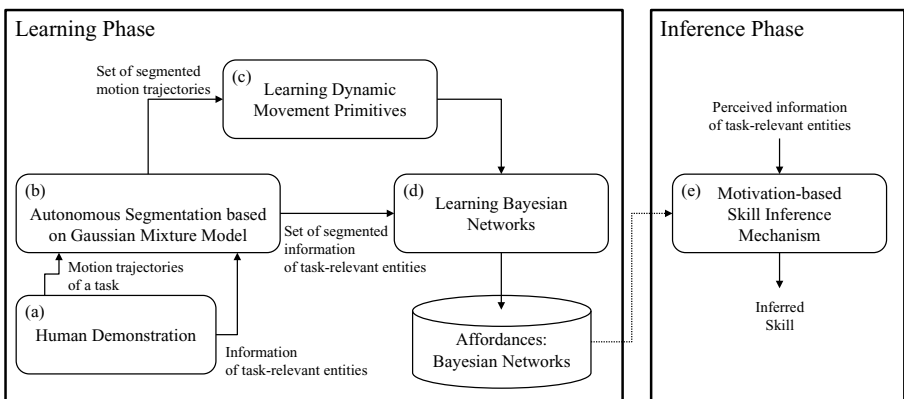 Learning Phase
Set of segmented
motion trajectories
(c)
Learning Dynamic
Movement Primitives
(b)
Autonomous Segmentation based
on Gaussian Mixture Model
(d)
Learning Bayesian
Networks
Set of segmented
information
of task-relevant entities
Motion trajectories
of a task
(a)
Human Demonstration
Information
of task-relevant entities
Affordances:
Bayesian Networks
Inference Phase
Perceived information
of task-relevant entities
(e)
Motivation-based
Skill Inference
Mechanism
Inferred
Skill